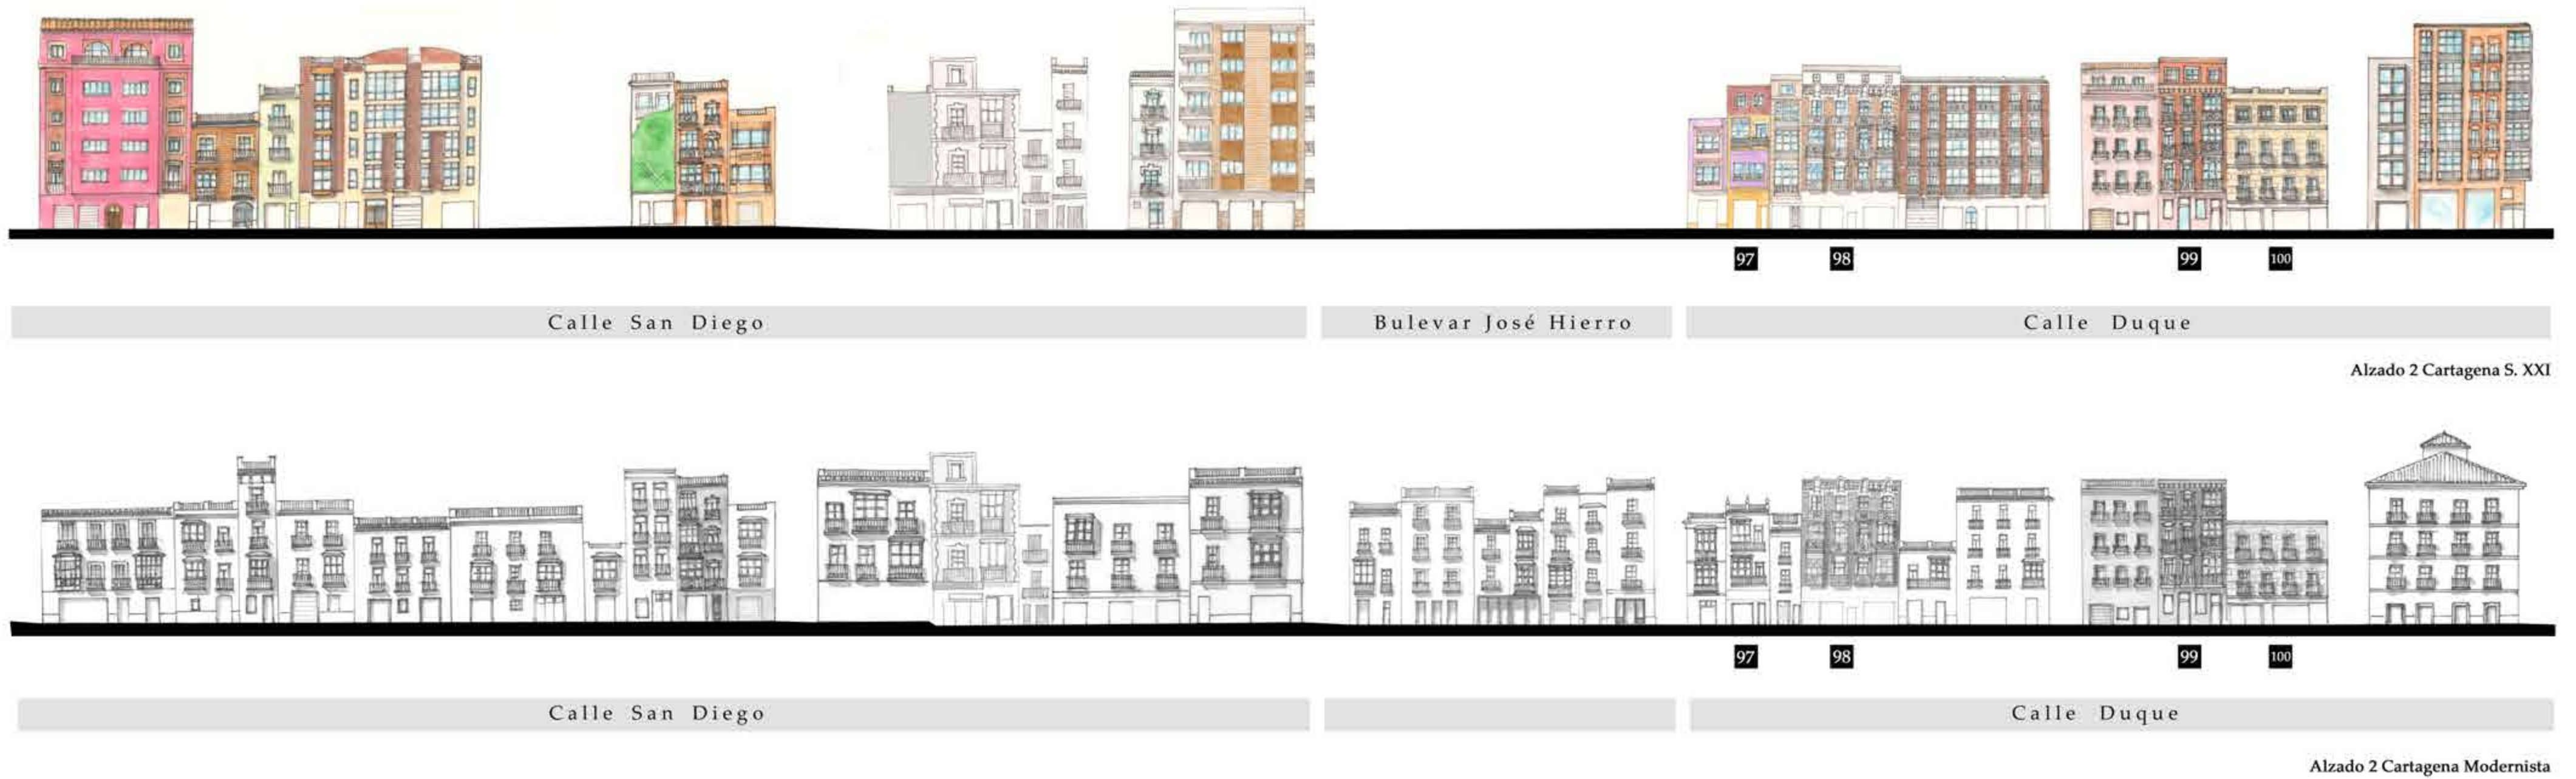 97 98 99 100
Calle San Diego Bulevar José Hierro Calle Duque
Alzado 2 Cartagena S. XXI
97 98 99 100
Calle San Diego Calle Duque
Alzado 2 Cartagena Modernista